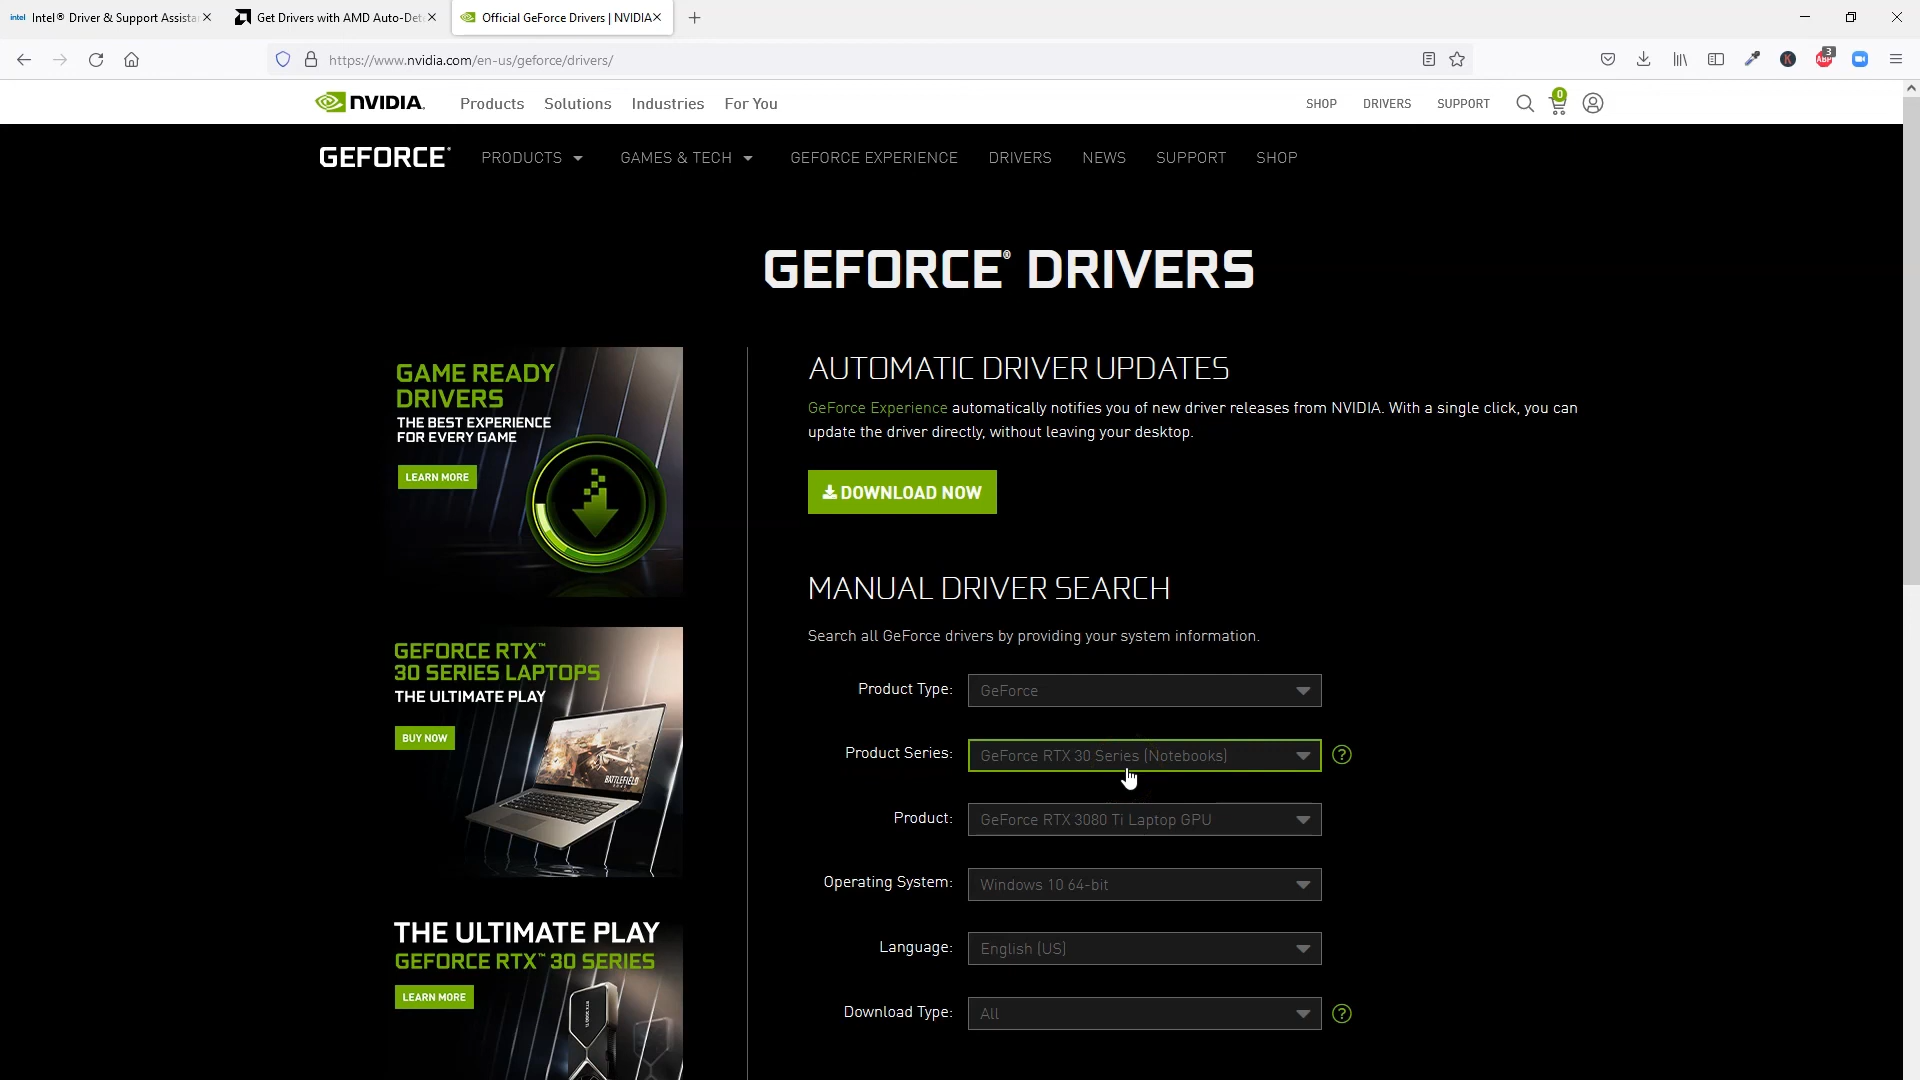 intel Intel® Driver & Support Assista
Get Drivers with AMD Auto-Det
Official GeForce Drivers | NVIDIA
https://www.nvidia.com/en-us/geforce/drivers/
3
ABP
K
NVIDIA.
Products
Solutions
Industries
For You
SHOP
DRIVERS
SUPPORT
0
GEFORCE®
PRODUCTS
GAMES & TECH
GEFORCE EXPERIENCE
DRIVERS
NEWS
SUPPORT
SHOP
GEFORCE® DRIVERS
GAME READY
DRIVERS
THE BEST EXPERIENCE
FOR EVERY GAME
LEARN MORE
GEFORCE RTX™
30 SERIES LAPTOPS
THE ULTIMATE PLAY
BUY NOW
BATTLEFIELD
2042
THE ULTIMATE PLAY
GEFORCE RTX™ 30 SERIES
LEARN MORE
AUTOMATIC DRIVER UPDATES
GeForce Experience automatically notifies you of new driver releases from NVIDIA. With a single click, you can
update the driver directly, without leaving your desktop.
DOWNLOAD NOW
MANUAL DRIVER SEARCH
Search all GeForce drivers by providing your system information.
Product Type: GeForce
Product Series: GeForce RTX 30 Series (Notebooks) ?
Product: GeForce RTX 3080 Ti Laptop GPU
Operating System: Windows 10 64-bit
Language: English (US)
Download Type: All ?